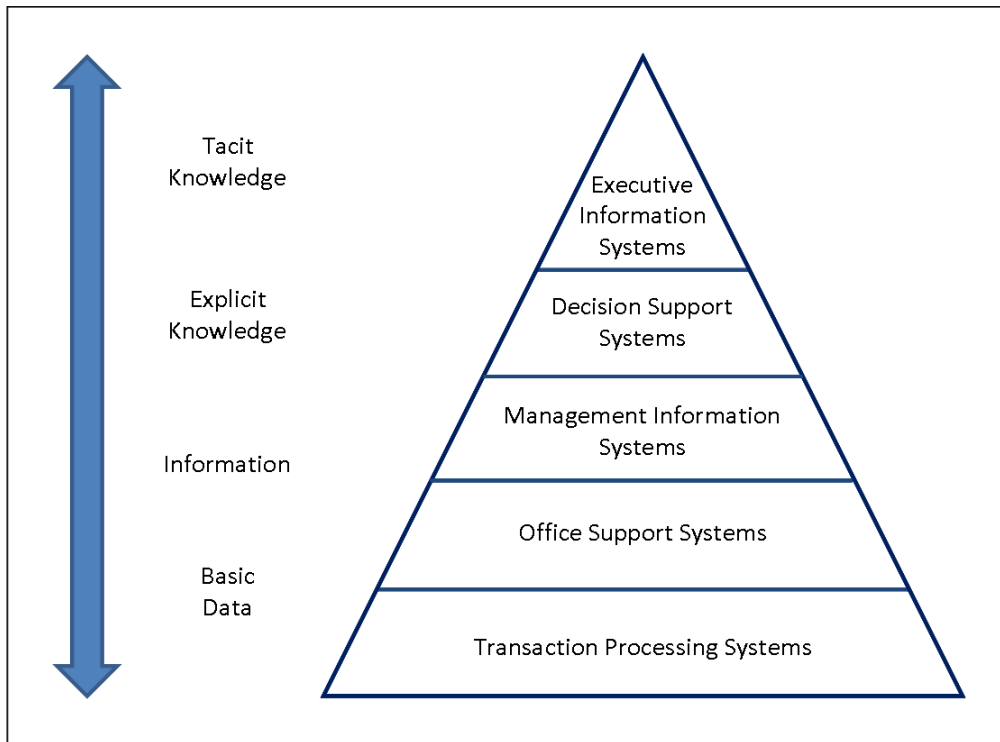 Tacit
Knowledge
Explicit
Knowledge
Information
Basic
Data
Executive
Information
Systems
Decision Support
Systems
Management Information
Systems
Office Support Systems
Transaction Processing Systems